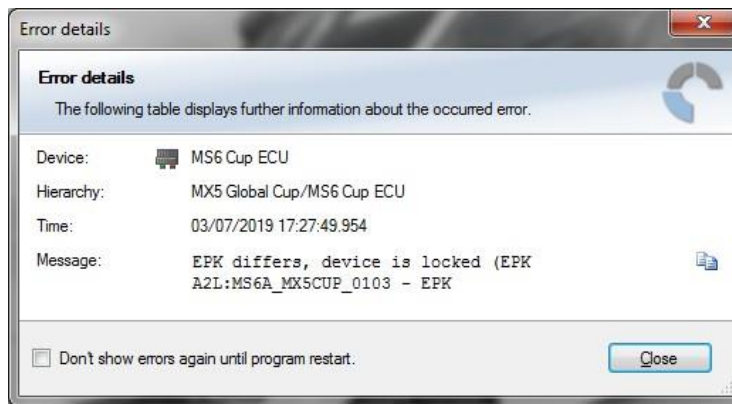 Error details
Error details
The following table displays further information about the occurred error.
Device: MS6 Cup ECU
Hierarchy: MX5 Global Cup/MS6 Cup ECU
Time: 03/07/2019 17:27:49.954
Message: EPK differs, device is locked (EPK
A2L:MS6A_MX5CUP_0103 - EPK
Don't show errors again until program restart.
Close